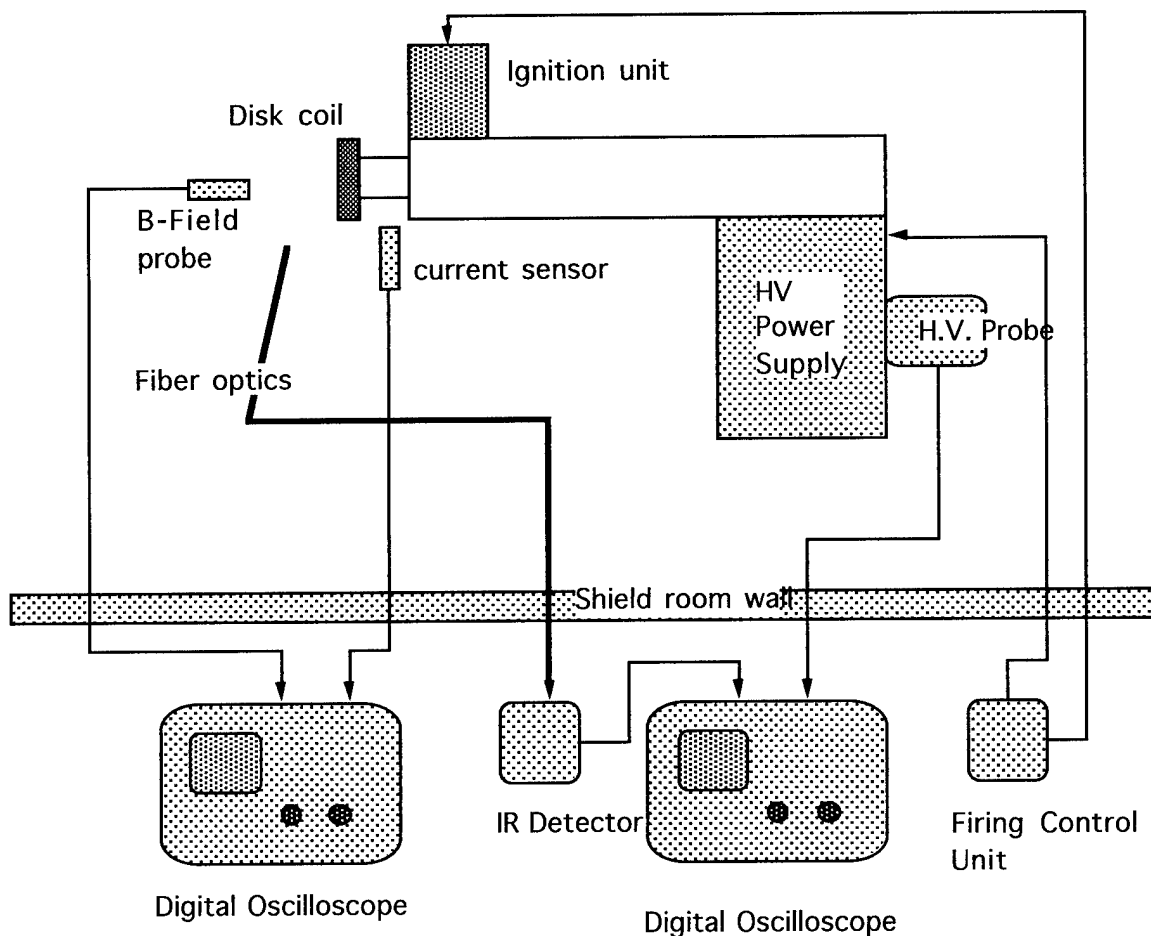 Ignition unit
Disk coil
B-Field
probe
current sensor
HV
Power
Supply
H.V. Probe
Fiber optics
Shield room wall
IR Detector
Firing Control
Unit
Digital Oscilloscope
Digital Oscilloscope